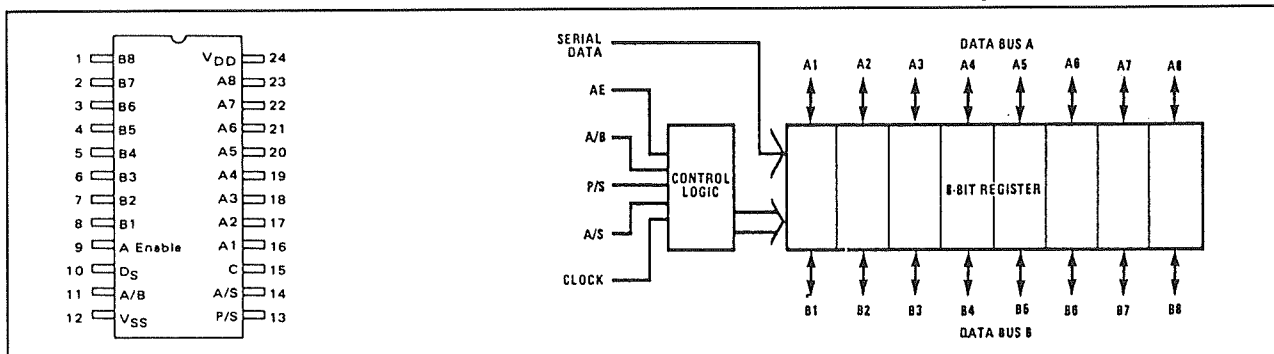 1 B8 VDD 24
2 B7 A8 23
3 B6 A7 22
4 B5 A6 21
5 B4 A5 20
6 B3 A4 19
7 B2 A3 18
8 B1 A2 17
9 A Enable A1 16
10 DS C 15
11 A/B A/S 14
12 VSS P/S 13
SERIAL
DATA
AE
A/B
P/S
A/S
CLOCK
CONTROL
LOGIC
DATA BUS A
A1 A2 A3 A4 A5 A6 A7 A8
8-BIT REGISTER
B1 B2 B3 B4 B5 B6 B7 B8
DATA BUS B